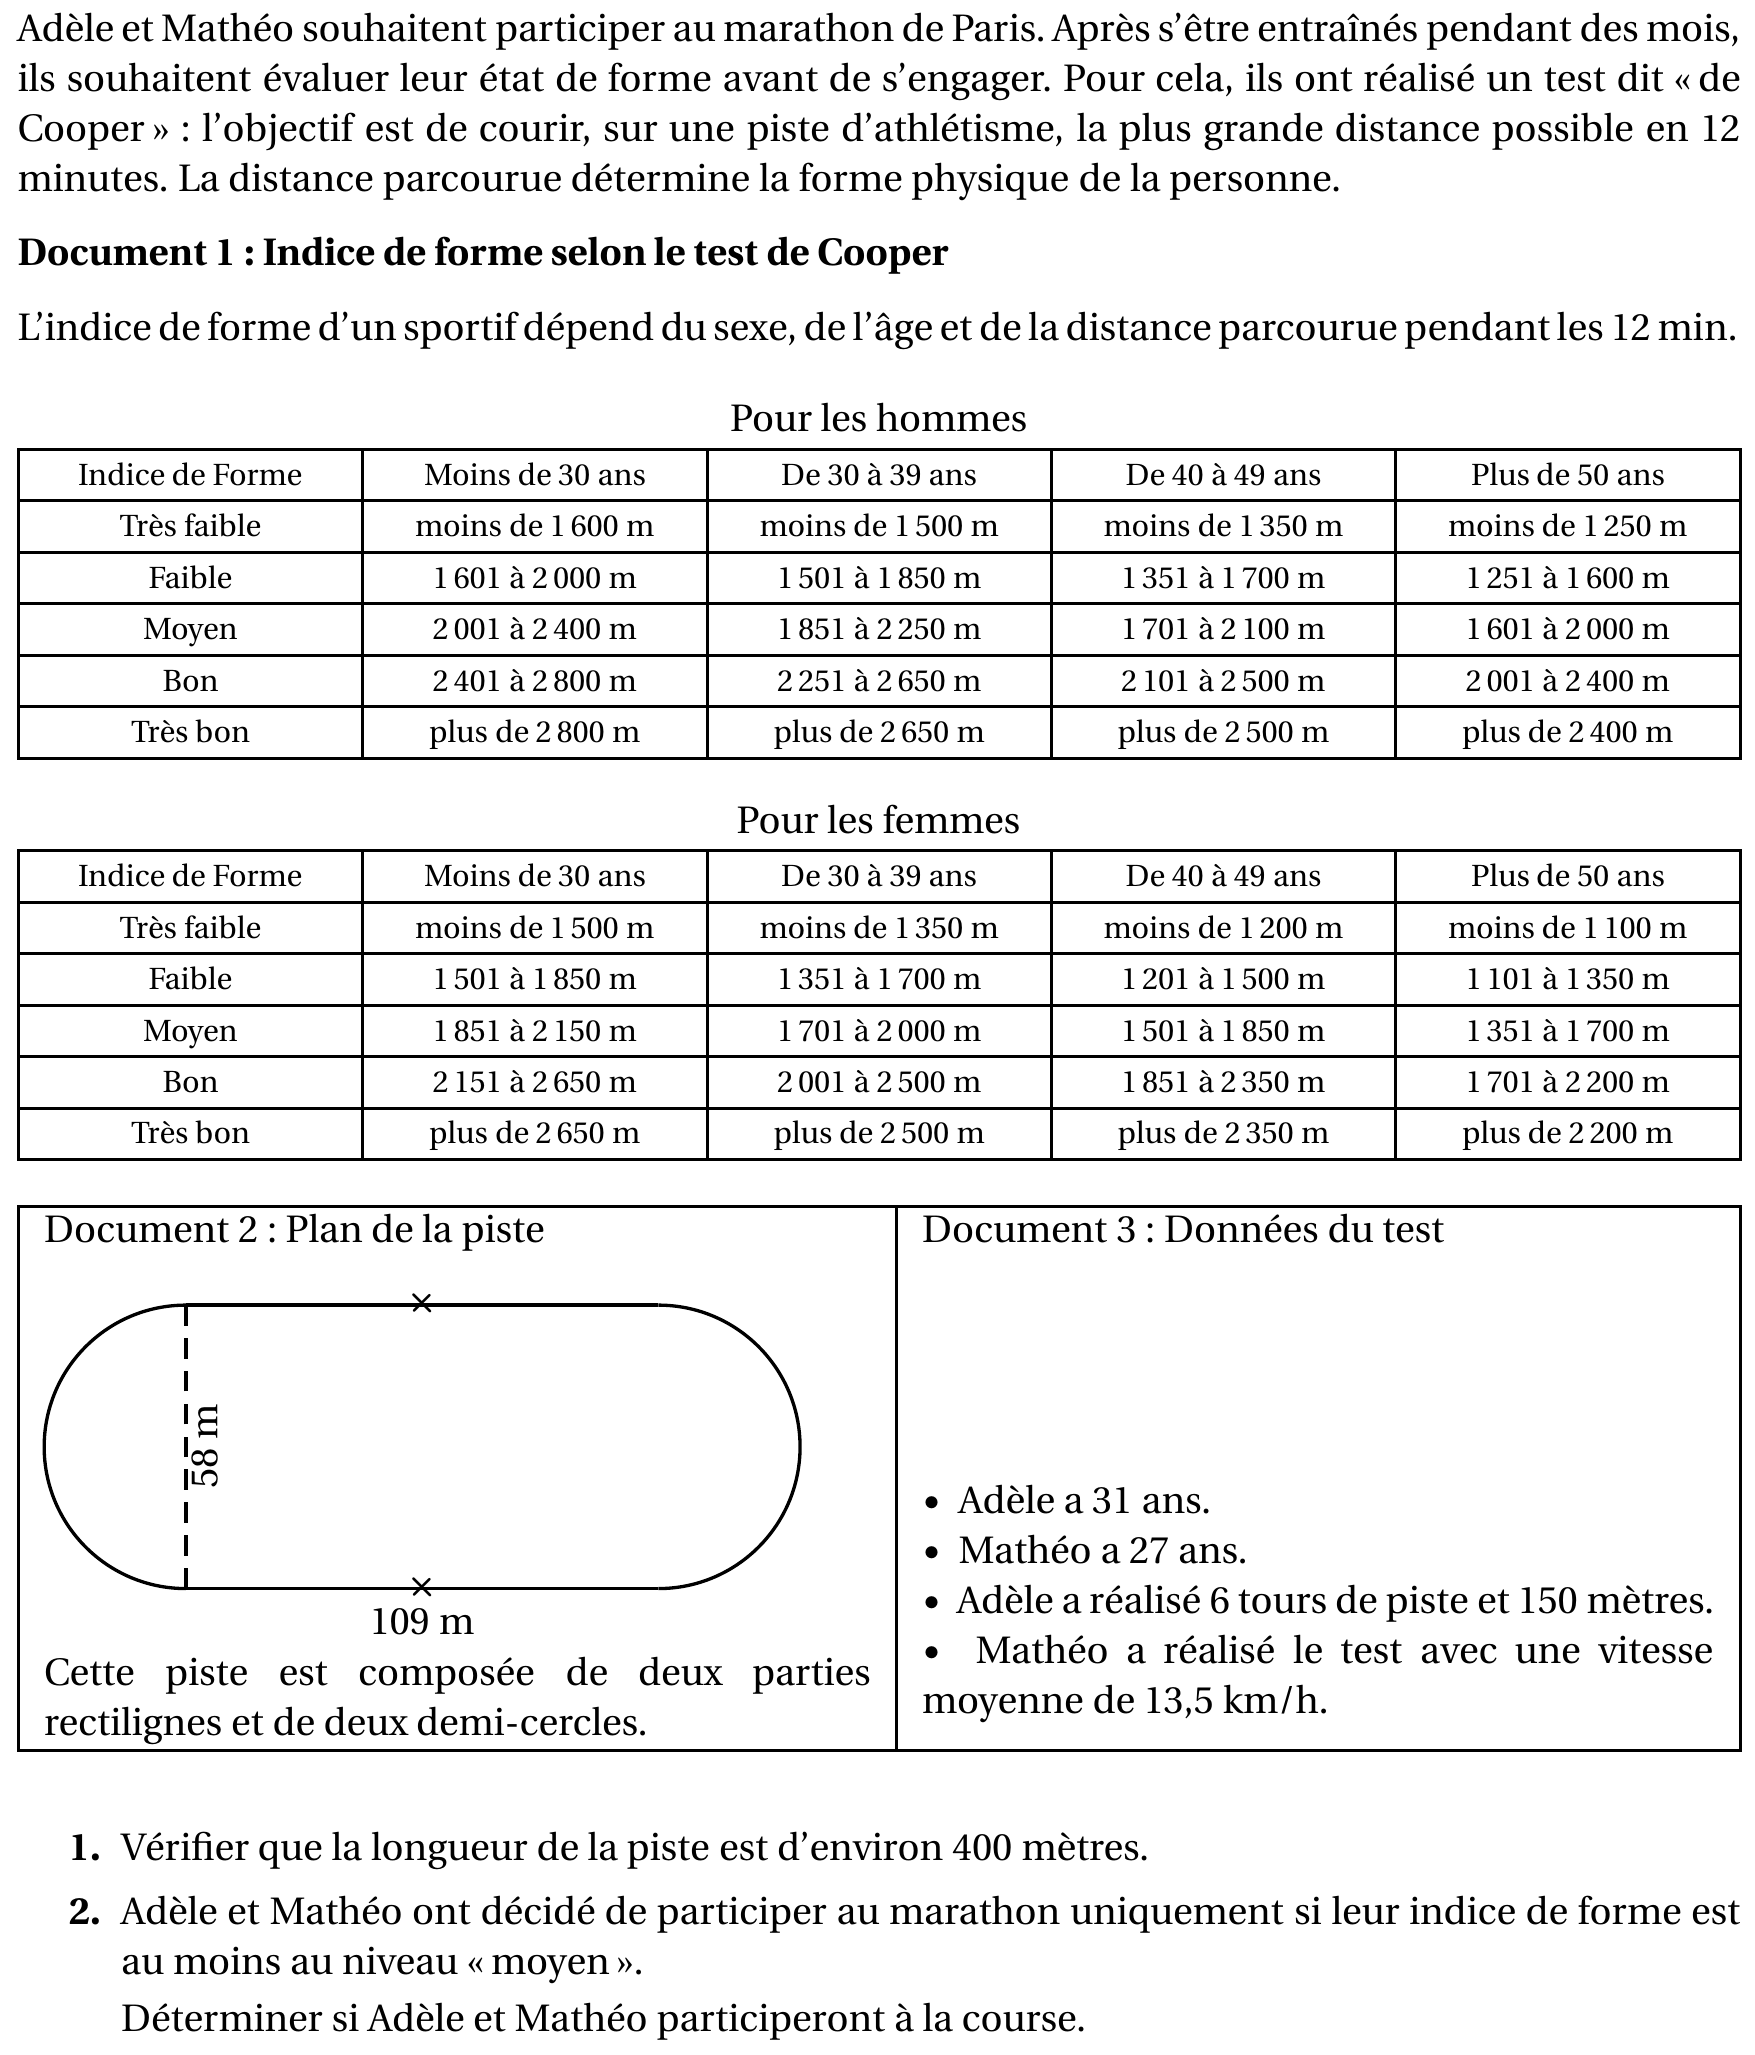 Adèle et Mathéo souhaitent participer au marathon de Paris. Après s’être entraînés pendant des mois,
ils souhaitent évaluer leur état de forme avant de s’engager. Pour cela, ils ont réalisé un test dit « de
Cooper » : l’objectif est de courir, sur une piste d’athlétisme, la plus grande distance possible en 12
minutes. La distance parcourue détermine la forme physique de la personne.
Document 1 : Indice de forme selon le test de Cooper
L’indice de forme d’un sportif dépend du sexe, de l’âge et de la distance parcourue pendant les 12 min.
Pour les hommes
Indice de Forme Moins de 30 ans De 30 à 39 ans De 40 à 49 ans Plus de 50 ans
Très faible moins de 1 600 m moins de 1 500 m moins de 1 350 m moins de 1 250 m
Faible 1 601 à 2 000 m 1 501 à 1 850 m 1 351 à 1 700 m 1 251 à 1 600 m
Moyen 2 001 à 2 400 m 1 851 à 2 250 m 1 701 à 2 100 m 1 601 à 2 000 m
Bon 2 401 à 2 800 m 2 251 à 2 650 m 2 101 à 2 500 m 2 001 à 2 400 m
Très bon plus de 2 800 m plus de 2 650 m plus de 2 500 m plus de 2 400 m
Pour les femmes
Indice de Forme Moins de 30 ans De 30 à 39 ans De 40 à 49 ans Plus de 50 ans
Très faible moins de 1 500 m moins de 1 350 m moins de 1 200 m moins de 1 100 m
Faible 1 501 à 1 850 m 1 351 à 1 700 m 1 201 à 1 500 m 1 101 à 1 350 m
Moyen 1 851 à 2 150 m 1 701 à 2 000 m 1 501 à 1 850 m 1 351 à 1 700 m
Bon 2 151 à 2 650 m 2 001 à 2 500 m 1 851 à 2 350 m 1 701 à 2 200 m
Très bon plus de 2 650 m plus de 2 500 m plus de 2 350 m plus de 2 200 m
Document 2 : Plan de la piste
58 m
109 m
Cette piste est composée de deux parties
rectilignes et de deux demi-cercles.
Document 3 : Données du test
• Adèle a 31 ans.
• Mathéo a 27 ans.
• Adèle a réalisé 6 tours de piste et 150 mètres.
• Mathéo a réalisé le test avec une vitesse
moyenne de 13,5 km/h.
1. Vérifier que la longueur de la piste est d’environ 400 mètres.
2. Adèle et Mathéo ont décidé de participer au marathon uniquement si leur indice de forme est
au moins au niveau « moyen ».
Déterminer si Adèle et Mathéo participeront à la course.